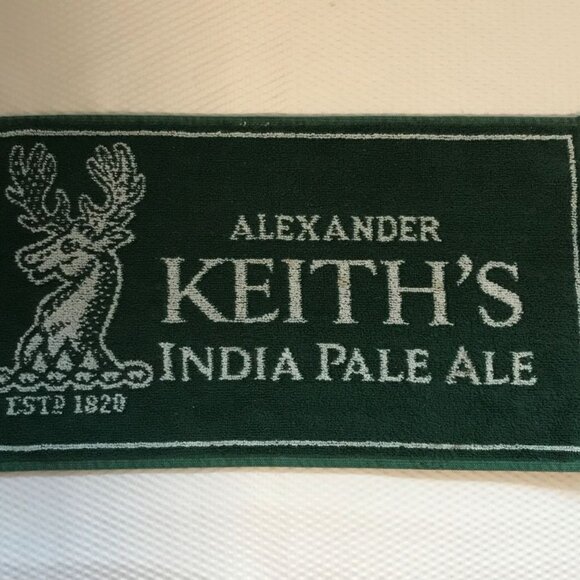 ALEXANDER
KEITH'S
INDIA PALE ALE
ESTD 1820